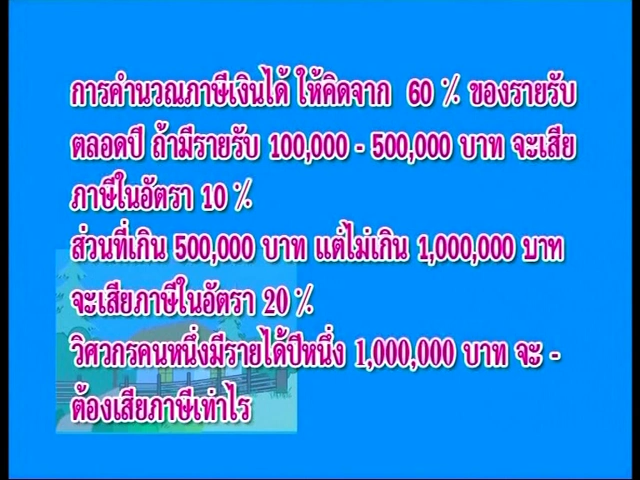 การคำนวณภาษีเงินได้ ให้คิดจาก 60 % ของรายรับ
ตลอดปี ถ้ามีรายรับ 100,000 - 500,000 บาท จะเสีย
ภาษีในอัตรา 10 %
ส่วนที่เกิน 500,000 บาท แต่ไม่เกิน 1,000,000 บาท
จะเสียภาษีในอัตรา 20 %
วิศวกรคนหนึ่งมีรายได้ปีหนึ่ง 1,000,000 บาท จะ -
ต้องเสียภาษีเท่าไร